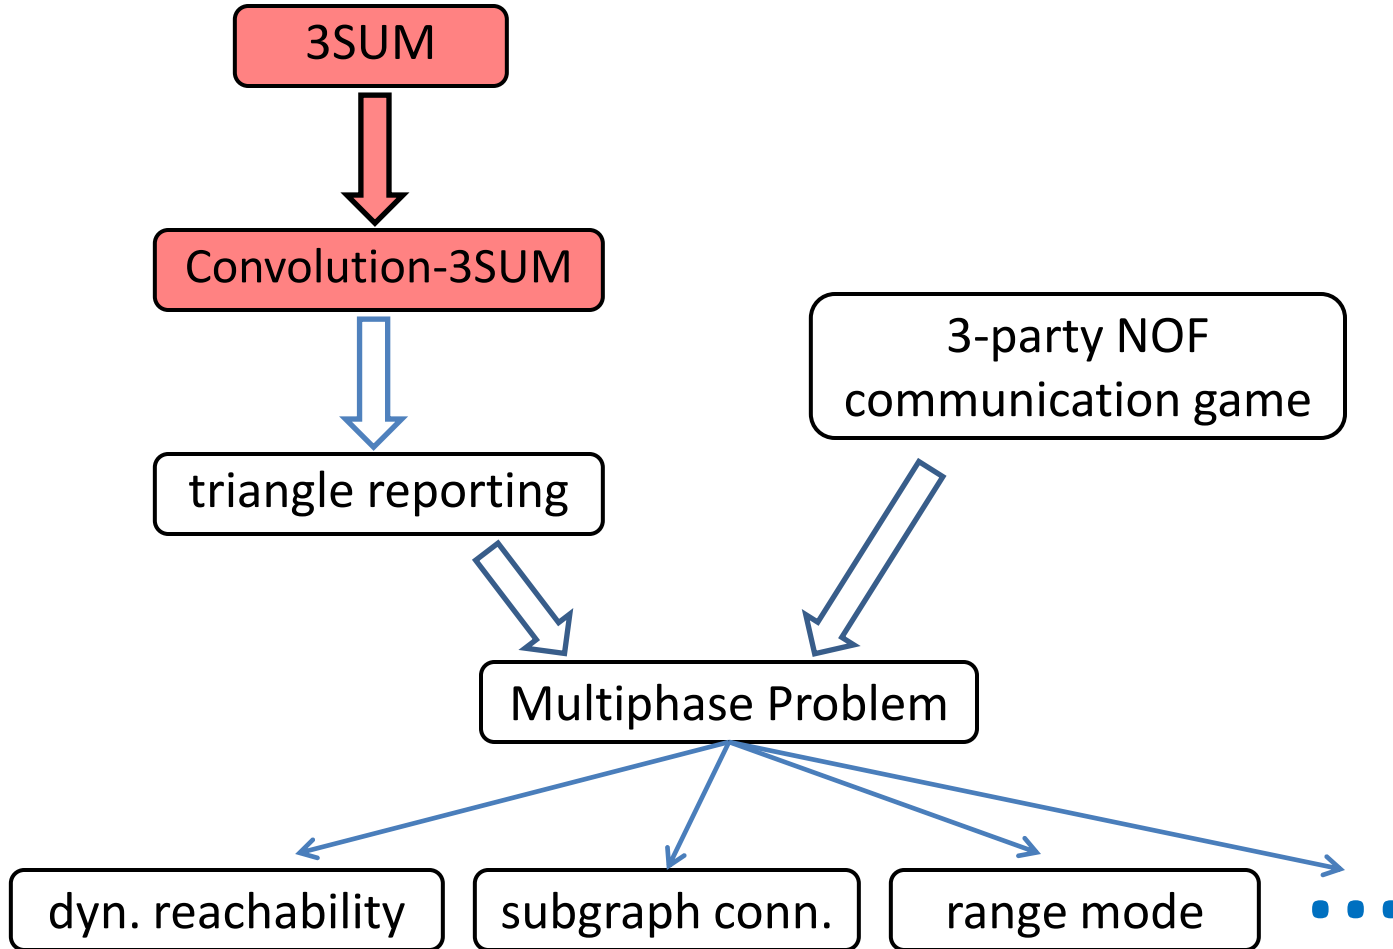 3SUM
Convolution-3SUM
3-party NOF
communication game
triangle reporting
Multiphase Problem
dyn. reachability
subgraph conn.
range mode
...